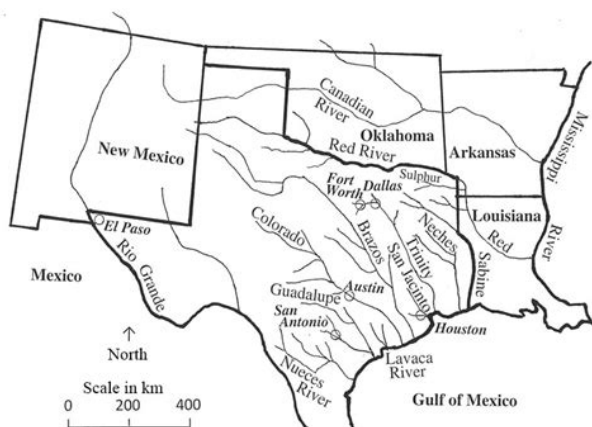 Canadian
River
Mississippi
River
Oklahoma
Arkansas
New Mexico
Red River
Sulphur
Fort
Worth
Dallas
Louisiana
Red
El Paso
Colorado
Brazos
Trinity
San Jacinto
Neches
Sabine
Mexico
Rio Grande
Austin
Guadalupe
San
Antonio
Houston
North
Nueces
River
Lavaca
River
Gulf of Mexico
Scale in km
0 200 400